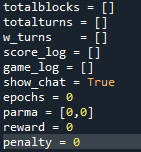 totalblocks = []
totalturns = []
w_turns    = []
score_log = []
game_log = []
show_chat = True
epochs = 0
parma = [0,0]
reward = 0
penalty = 0